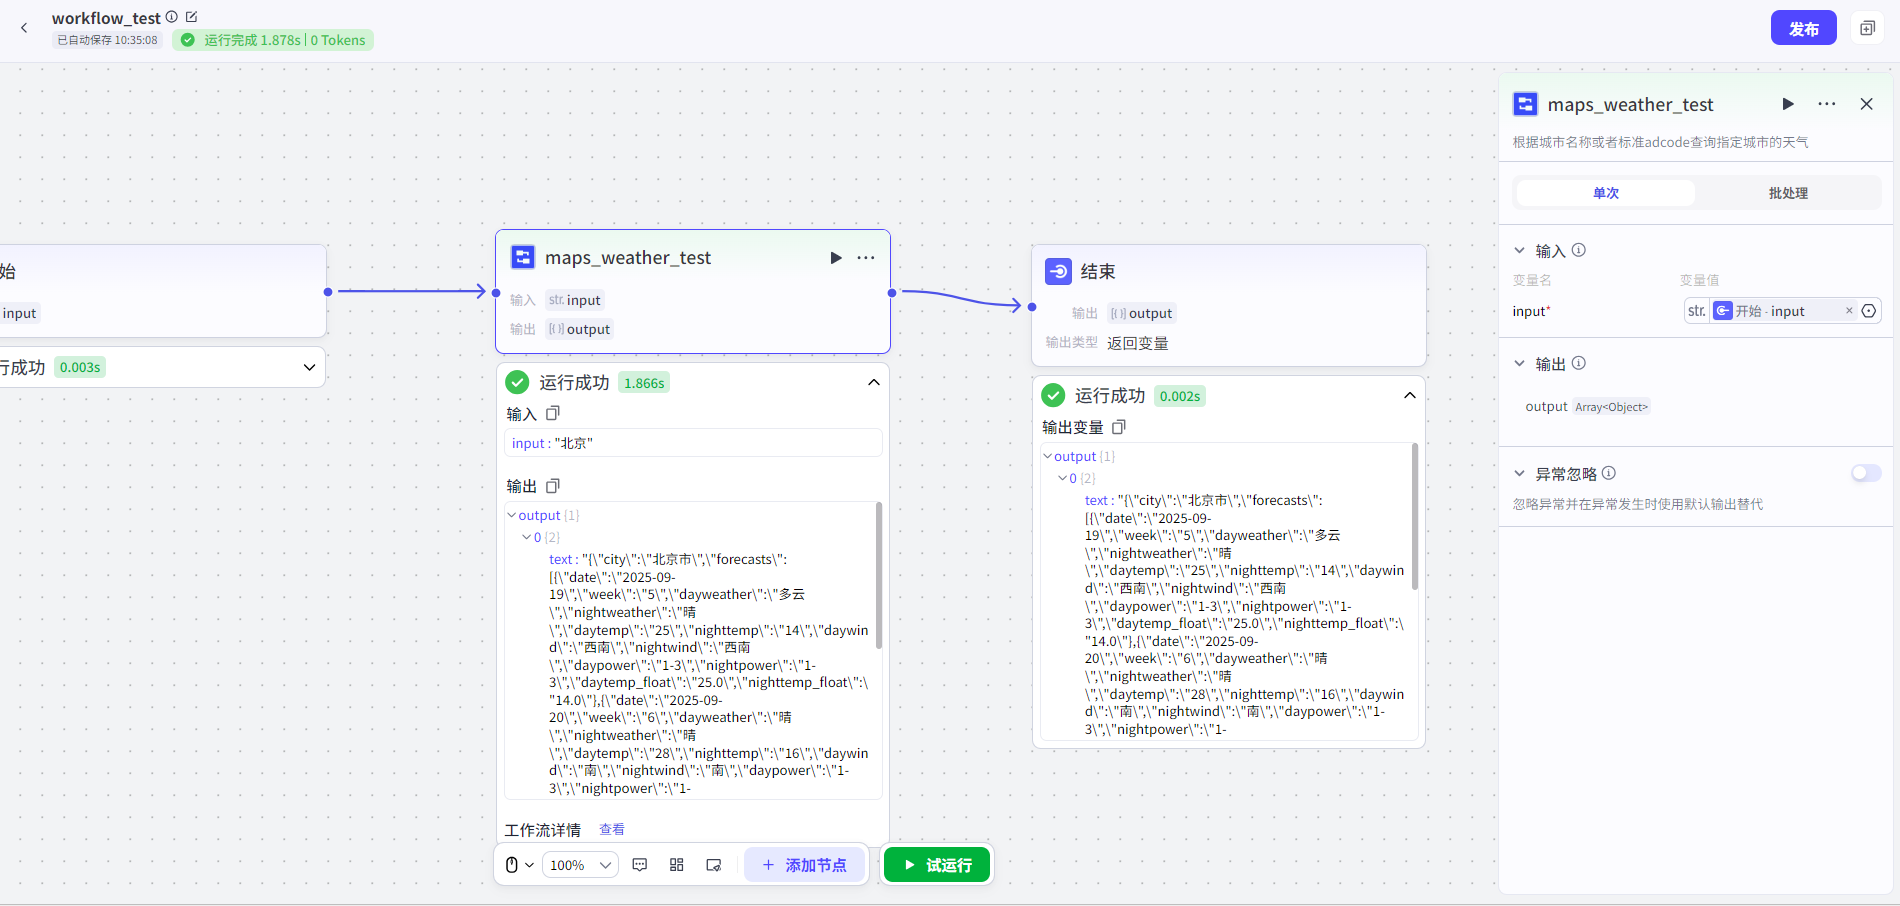 workflow_test
已自动保存 10:35:08
运行完成 1.878s | 0 Tokens
发布
始
input
行成功 0.003s
maps_weather_test
输入 str. input
输出 [()] output
运行成功 1.866s
输入
input : "北京"
输出
output {1}
0 {2}
text : "{\"city\":\"北京市\",\"forecasts\":
[{\"date\":\"2025-09-
19\",\"week\":\"5\",\"dayweather\":\"多云
\",\"nightweather\":\"晴
\",\"daytemp\":\"25\",\"nighttemp\":\"14\",\"daywin
d\":\"西南\",\"nightwind\":\"西南
\",\"daypower\":\"1-3\",\"nightpower\":\"1-
3\",\"daytemp_float\":\"25.0\",\"nighttemp_float\":\
"14.0\"},{\"date\":\"2025-09-
20\",\"week\":\"6\",\"dayweather\":\"晴
\",\"nightweather\":\"晴
\",\"daytemp\":\"28\",\"nighttemp\":\"16\",\"daywin
d\":\"南\",\"nightwind\":\"南\",\"daypower\":\"1-
3\",\"nightpower\":\"1-
工作流详情 查看
结束
输出 [()] output
输出类型 返回变量
运行成功 0.002s
输出变量
output {1}
0 {2}
text : "{\"city\":\"北京市\",\"forecasts\":
[{\"date\":\"2025-09-
19\",\"week\":\"5\",\"dayweather\":\"多云
\",\"nightweather\":\"晴
\",\"daytemp\":\"25\",\"nighttemp\":\"14\",\"daywin
d\":\"西南\",\"nightwind\":\"西南
\",\"daypower\":\"1-3\",\"nightpower\":\"1-
3\",\"daytemp_float\":\"25.0\",\"nighttemp_float\":\
"14.0\"},{\"date\":\"2025-09-
20\",\"week\":\"6\",\"dayweather\":\"晴
\",\"nightweather\":\"晴
\",\"daytemp\":\"28\",\"nighttemp\":\"16\",\"daywin
d\":\"南\",\"nightwind\":\"南\",\"daypower\":\"1-
3\",\"nightpower\":\"1-
100%
+ 添加节点
试运行
maps_weather_test
根据城市名称或者标准adcode查询指定城市的天气
单次 批处理
输入
变量名 变量值
input* str. 开始 - input ×
输出
output Array<Object>
异常忽略
忽略异常并在异常发生时使用默认输出替代